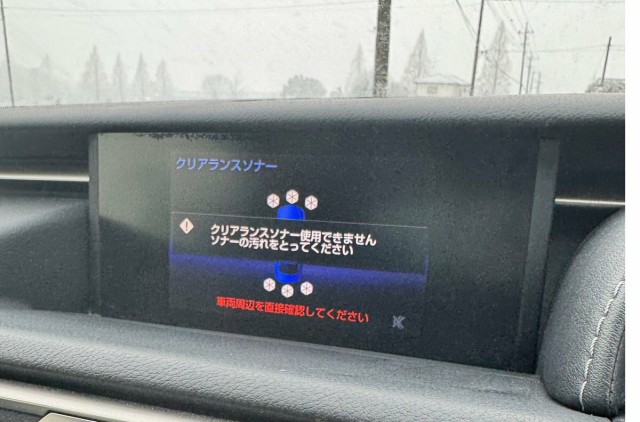 クリアランスソナー
クリアランスソナー使用できません
ソナーの汚れをとってください
車両周辺を直接確認してください